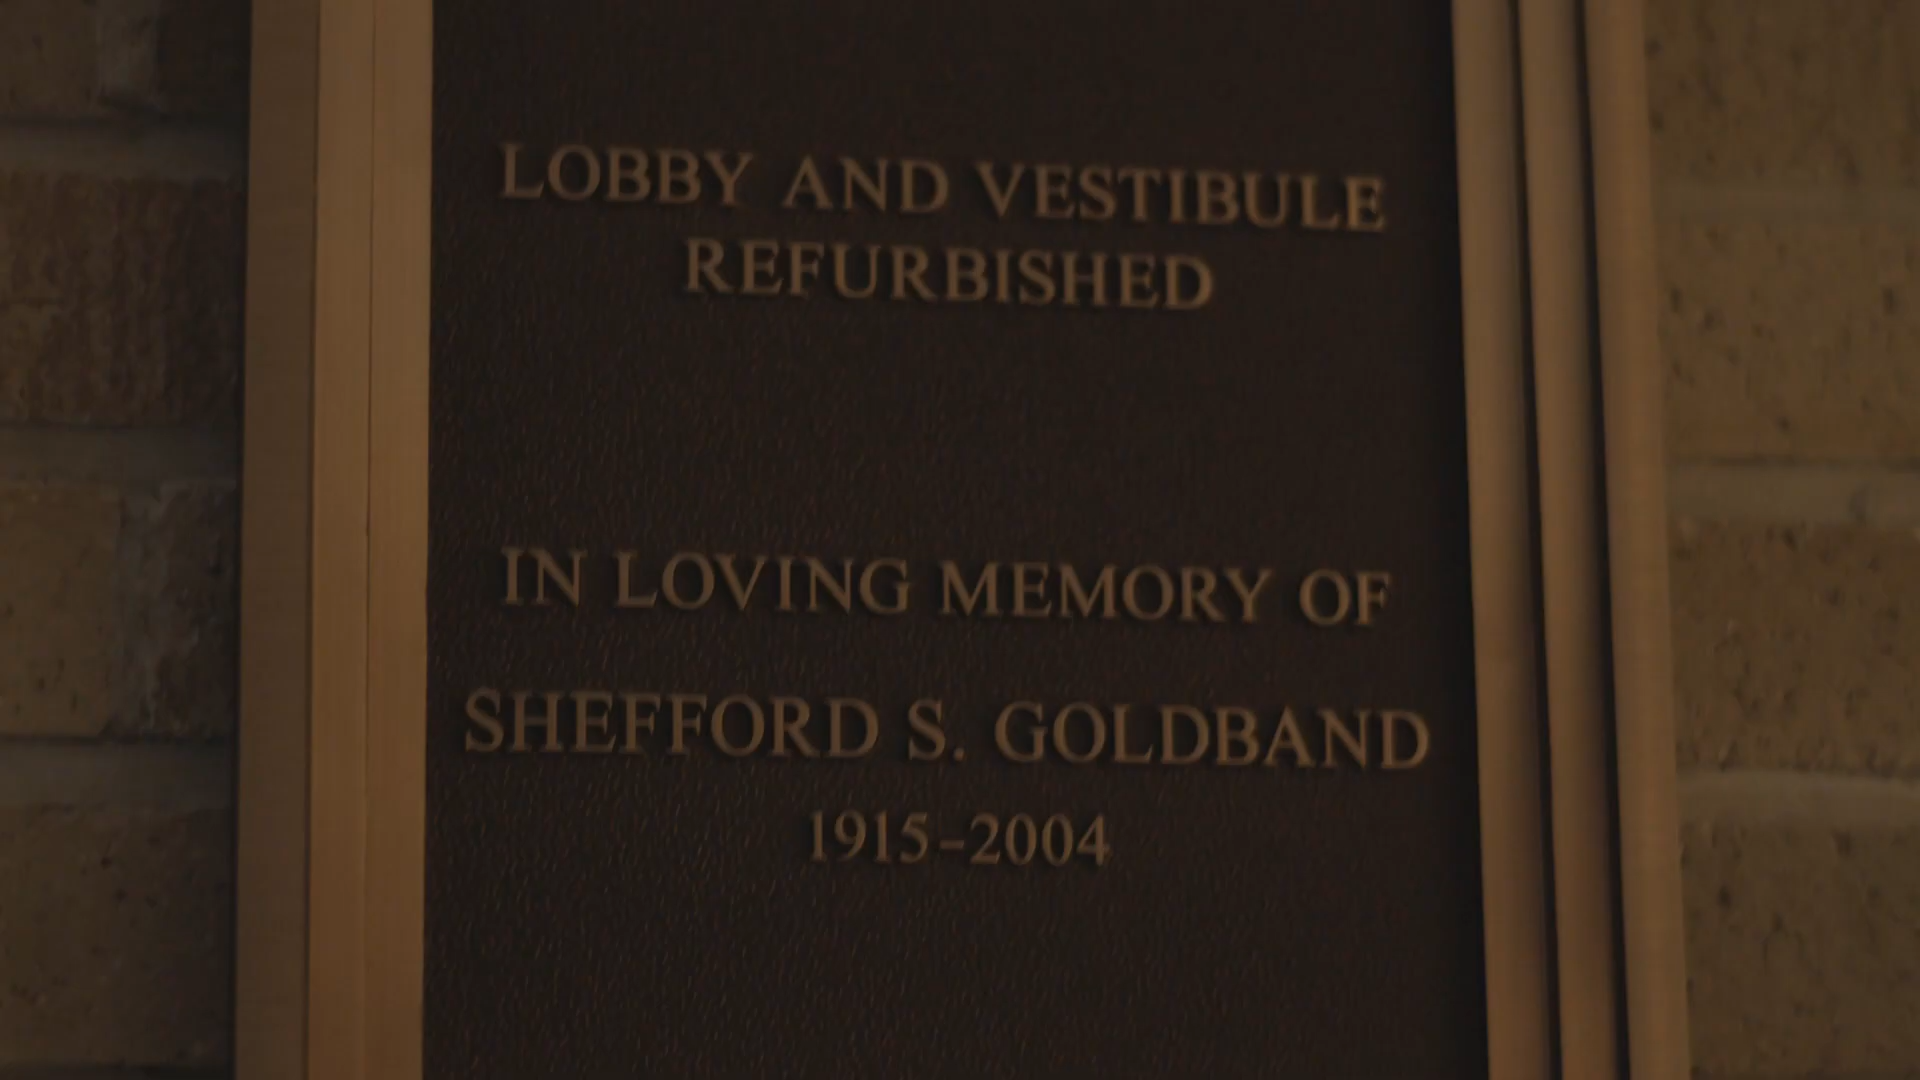 LOBBY AND VESTIBULE
REFURBISHED
IN LOVING MEMORY OF
SHEFFORD S. GOLDBAND
1915-2004